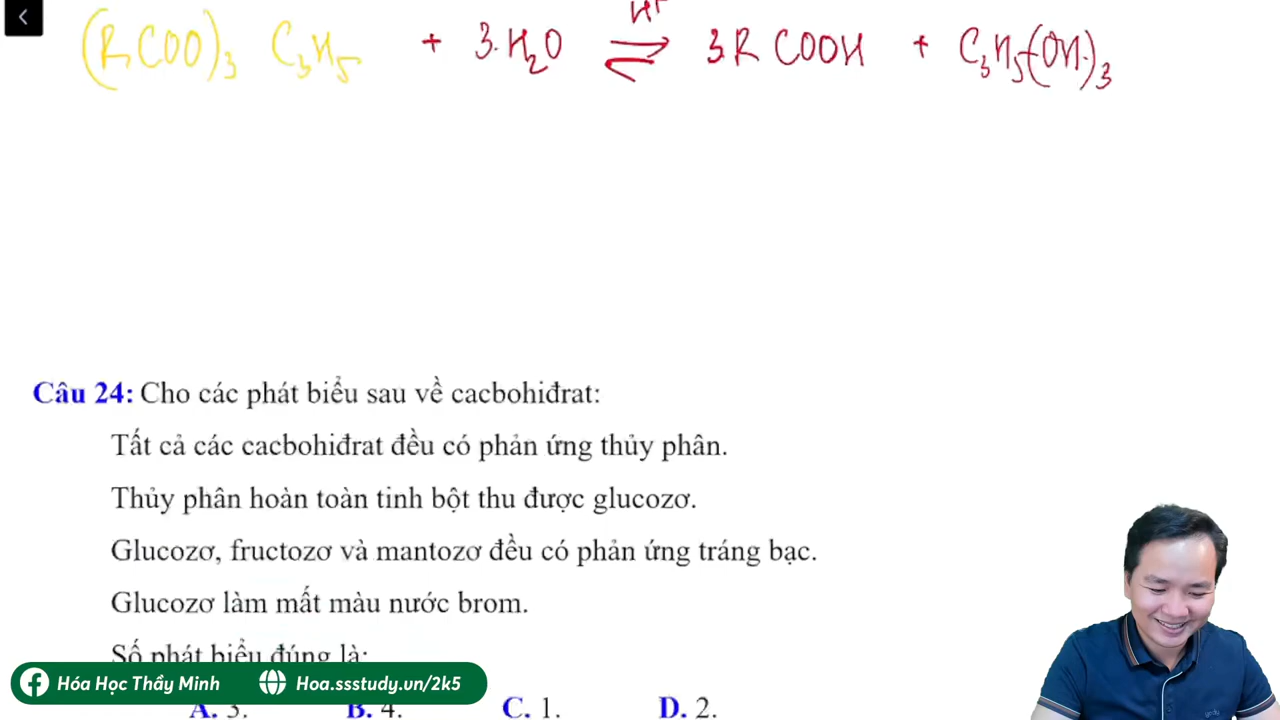 (RCOO)3 C3H5 + 3.H2O ⇌ 3RCOOH + C3H5(OH)3
H+
Câu 24: Cho các phát biểu sau về cacbohiđrat:
Tất cả các cacbohiđrat đều có phản ứng thủy phân.
Thủy phân hoàn toàn tinh bột thu được glucozơ.
Glucozơ, fructozơ và mantozơ đều có phản ứng tráng bạc.
Glucozơ làm mất màu nước brom.
Số phát biểu đúng là:
A. 3. B. 4. C. 1. D. 2.
Hóa Học Thầy Minh Hoa.ssstudy.vn/2k5